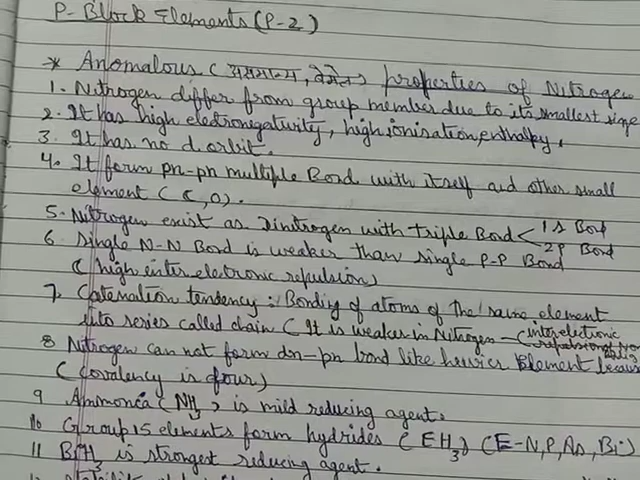 P-Block Elements (P-2)
* Anomalous (असामान्य, बेमेल) properties of Nitrogen
1. Nitrogen differ from group member due to its smallest size
2. It has high electronegativity, high ionisation, enthalpy.
3. It has no d orbit.
4. It form pπ-pπ multiple Bond with itself and other small
element (C, O).
5. Nitrogen exist as Dinitrogen with triple Bond < 1 s Bond
2 p Bond
6 Single N-N Bond is weaker than single P-P Bond
(high inter electronic repulsion)
7. Catenation tendency: Bonding of atoms of the same element
into series called chain (It is weaker in Nitrogen - (interelectronic
repulsion of Non
8 Nitrogen can not form dπ-pπ bond like heavier Element becau
(Covalency is four)
9 Ammonia (NH3) is mild reducing agent.
10 Group 15 elements form hydrides (EH3) (E-N, P, As, Bi)
11 BiH3 is strongest reducing agent.